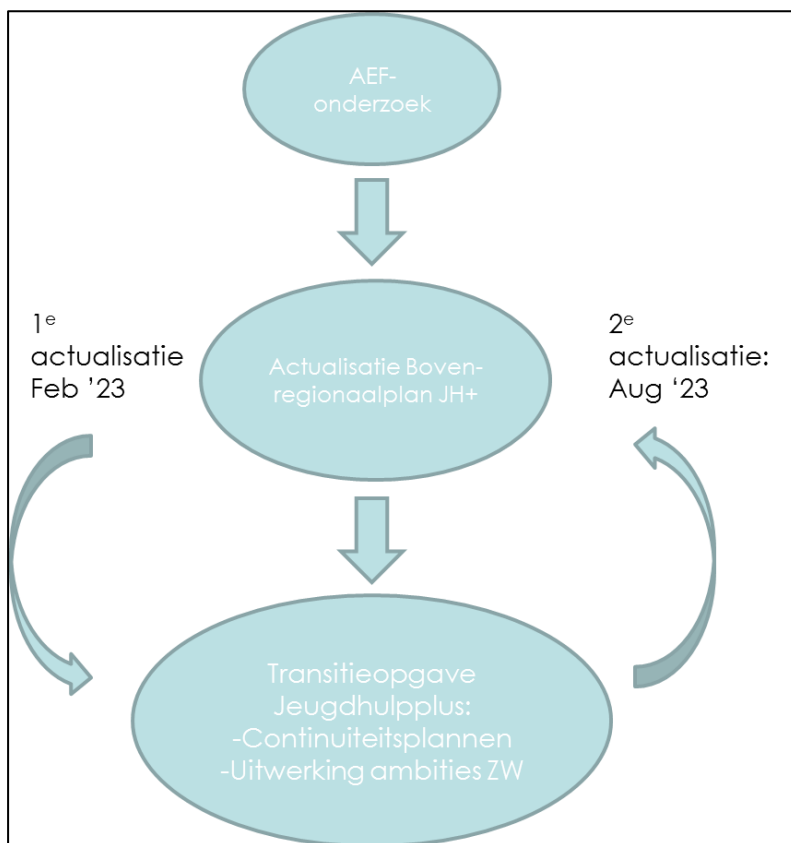 AEF-
onderzoek
1e
actualisatie
Feb ’23
Actualisatie Boven-
regionaalplan JH+
2e
actualisatie:
Aug ‘23
Transitieopgave
Jeugdhulpplus:
-Continuiteitsplannen
-Uitwerking ambities ZW